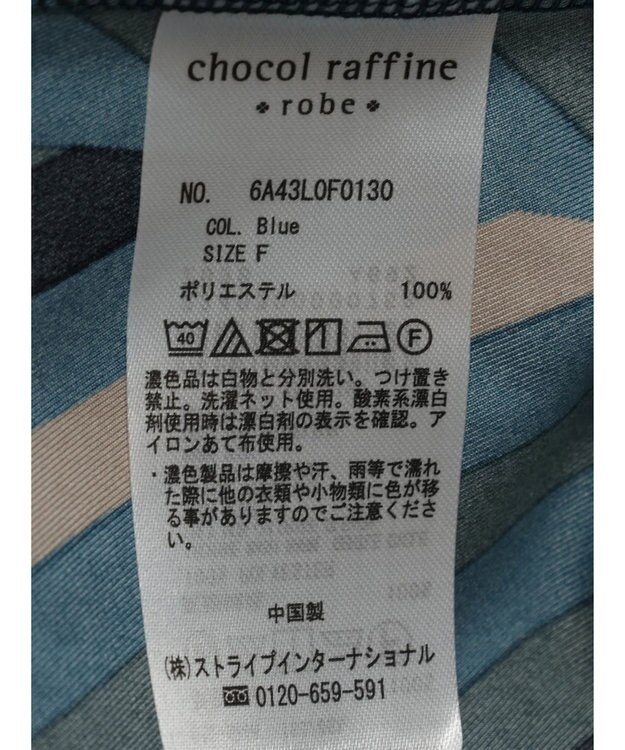 chocol raffine
robe
NO. 6A43L0F0130
COL. Blue
SIZE F
ポリエステル 100%
40 F
濃色品は白物と分別洗い。つけ置き
禁止。洗濯ネット使用。酸素系漂白
剤使用時は漂白剤の表示を確認。ア
イロンあて布使用。
・濃色製品は摩擦や汗、雨等で濡れ
た際に他の衣類や小物類に色が移
る事がありますのでご注意くださ
い。
中国製
(株)ストライプインターナショナル
0120-659-591